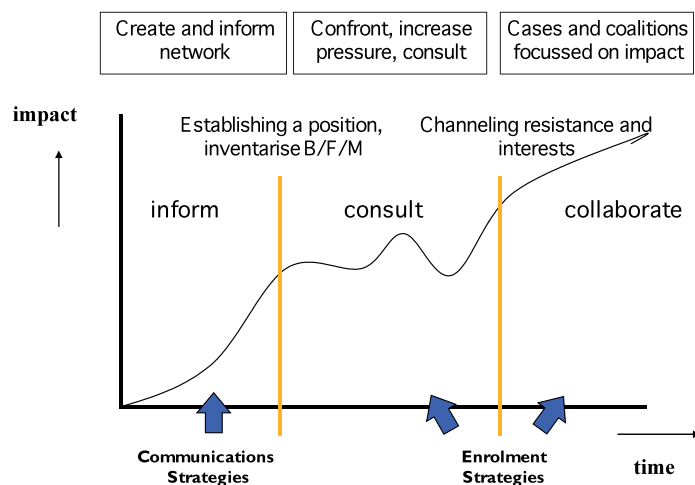 Create and inform
network
Confront, increase
pressure, consult
Cases and coalitions
focussed on impact
impact
Establishing a position,
inventarise B/F/M
Channeling resistance and
interests
inform
consult
collaborate
Communications
Strategies
Enrolment
Strategies
time